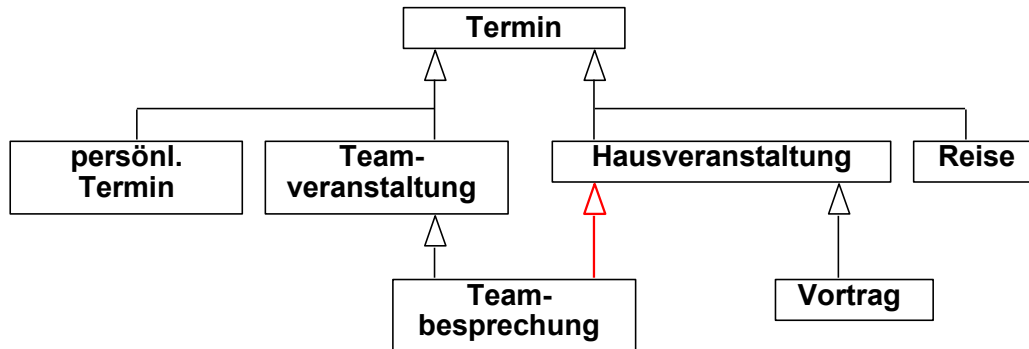 Termin
persönl.
Termin
Team-
veranstaltung
Hausveranstaltung
Reise
Team-
besprechung
Vortrag